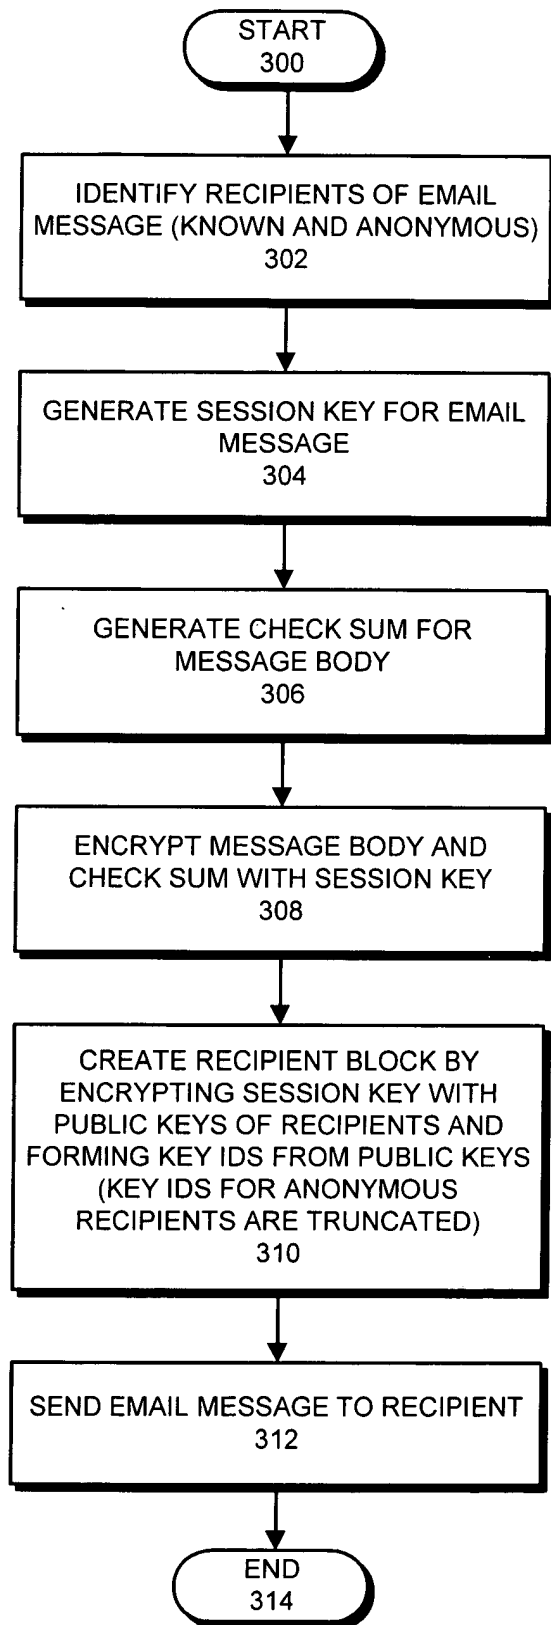 START
300
IDENTIFY RECIPIENTS OF EMAIL
MESSAGE (KNOWN AND ANONYMOUS)
302
GENERATE SESSION KEY FOR EMAIL
MESSAGE
304
GENERATE CHECK SUM FOR
MESSAGE BODY
306
ENCRYPT MESSAGE BODY AND
CHECK SUM WITH SESSION KEY
308
CREATE RECIPIENT BLOCK BY
ENCRYPTING SESSION KEY WITH
PUBLIC KEYS OF RECIPIENTS AND
FORMING KEY IDS FROM PUBLIC KEYS
(KEY IDS FOR ANONYMOUS
RECIPIENTS ARE TRUNCATED)
310
SEND EMAIL MESSAGE TO RECIPIENT
312
END
314